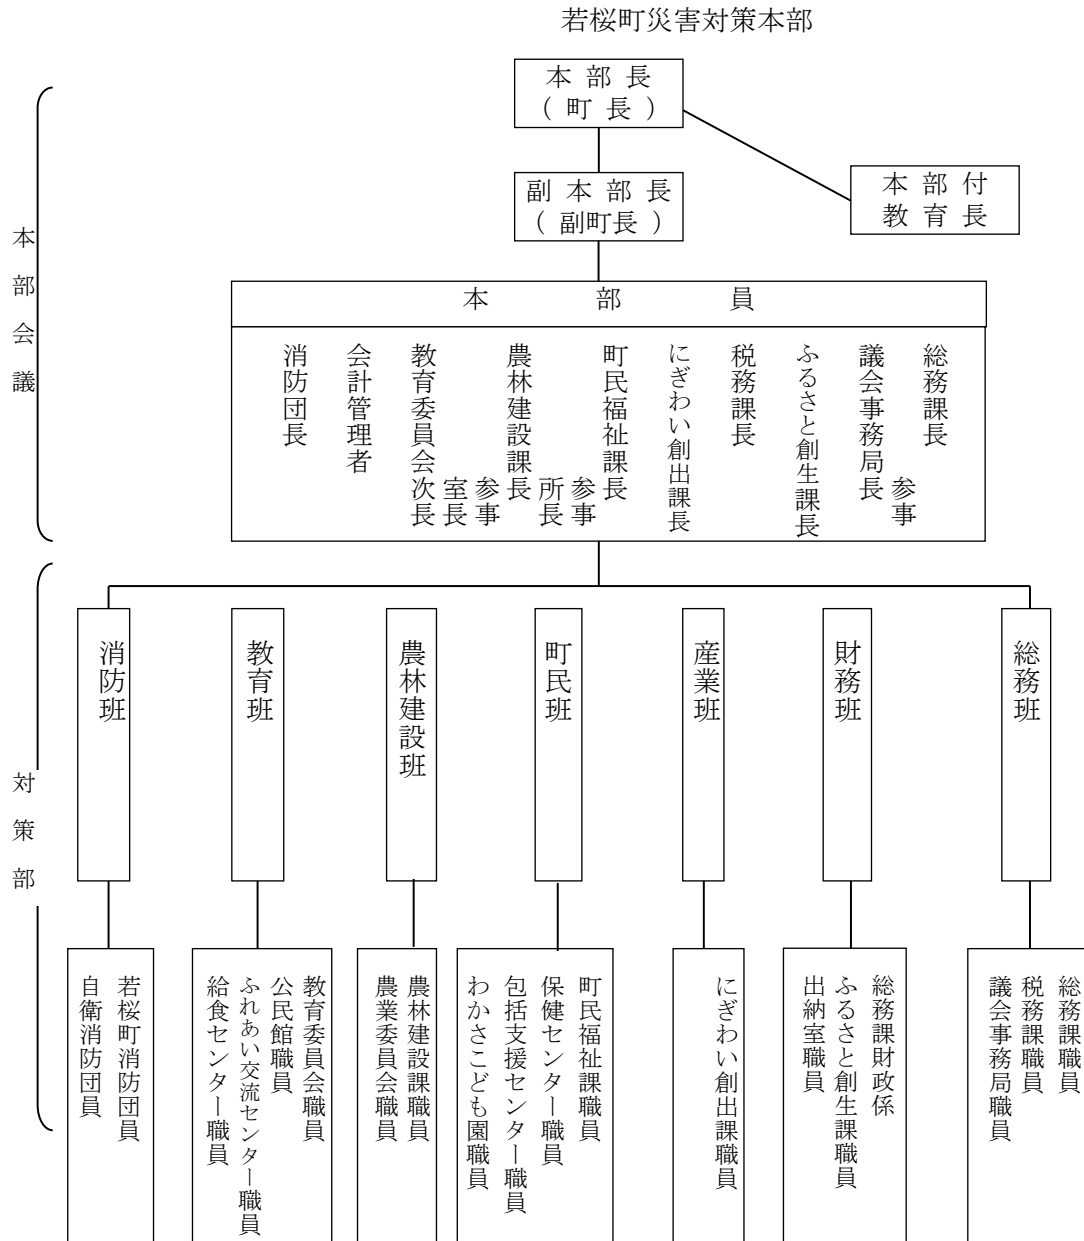 若桜町災害対策本部
本部長
(町長)
副本部長
(副町長)
本部付
教育長
本部会議
本部員
総務課長
参事
議会事務局長
ふるさと創生課長
税務課長
にぎわい創出課長
町民福祉課長
参事
所長
農林建設課長
参事
室長
教育委員会次長
会計管理者
消防団長
対策部
総務班
財務班
産業班
町民班
農林建設班
教育班
消防班
総務課職員
税務課職員
議会事務局職員
総務課財政係
ふるさと創生課職員
出納室職員
にぎわい創出課職員
町民福祉課職員
保健センター職員
包括支援センター職員
わかさこども園職員
農林建設課職員
農業委員会職員
教育委員会職員
公民館職員
ふれあい交流センター職員
給食センター職員
若桜町消防団員
自衛消防団員